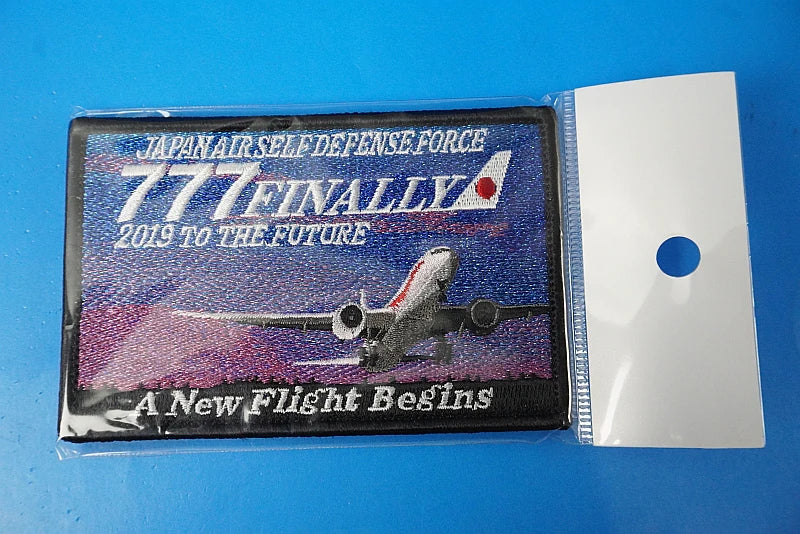 JAPAN AIR SELF DEFENSE FORCE
777 FINALLY
2019 TO THE FUTURE
A New Flight Begins